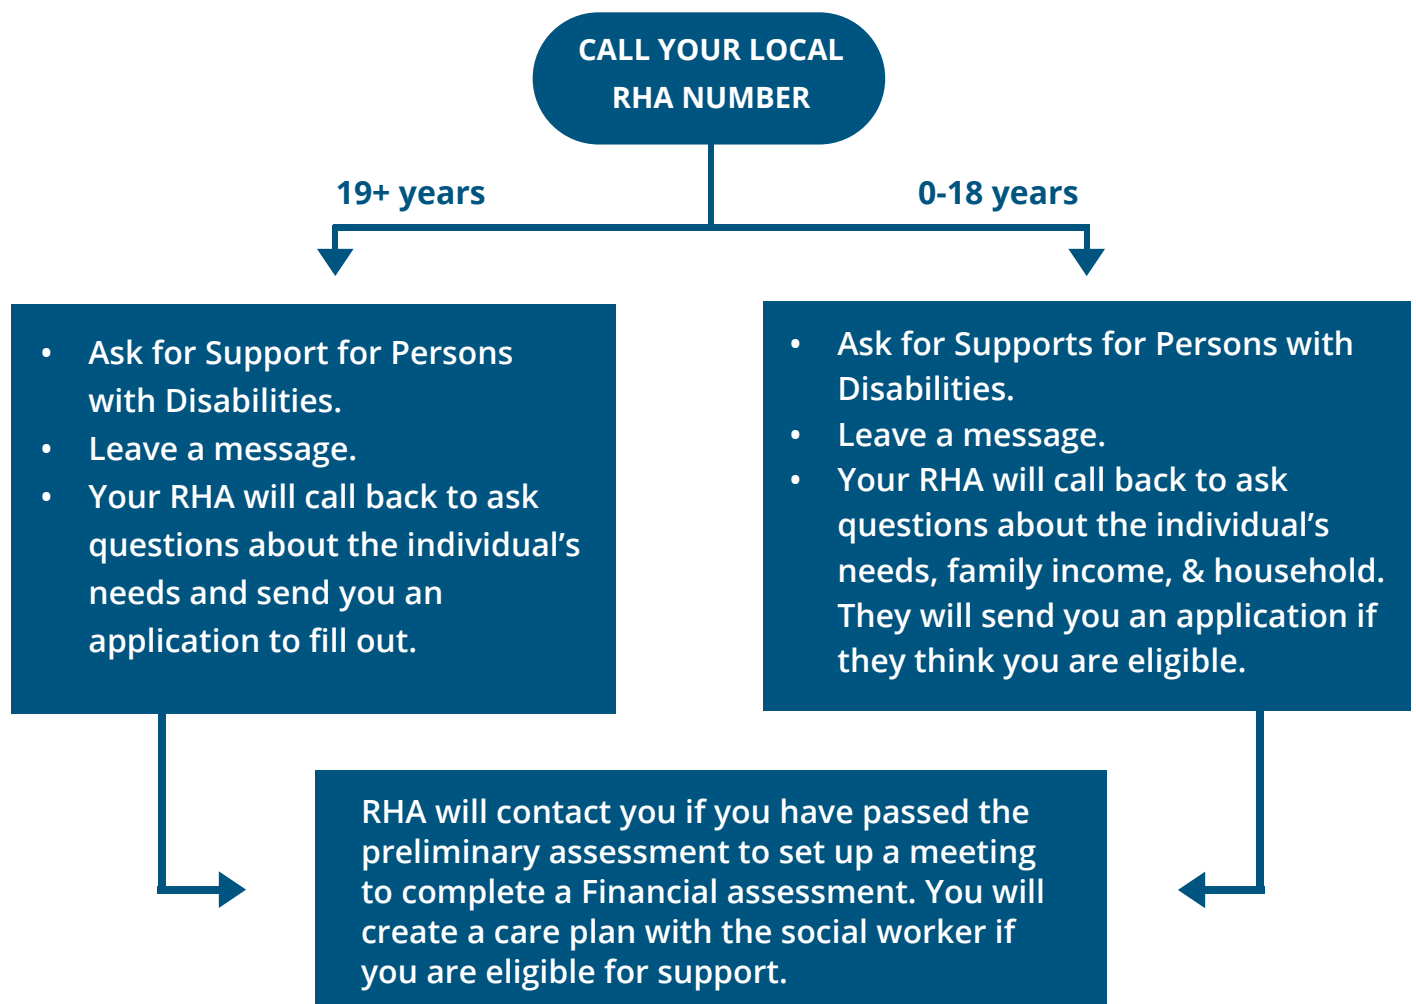 CALL YOUR LOCAL
RHA NUMBER
19+ years
0-18 years
• Ask for Support for Persons
with Disabilities.
• Leave a message.
• Your RHA will call back to ask
questions about the individual’s
needs and send you an
application to fill out.
• Ask for Supports for Persons with
Disabilities.
• Leave a message.
• Your RHA will call back to ask
questions about the individual’s
needs, family income, & household.
They will send you an application if
they think you are eligible.
RHA will contact you if you have passed the
preliminary assessment to set up a meeting
to complete a Financial assessment. You will
create a care plan with the social worker if
you are eligible for support.